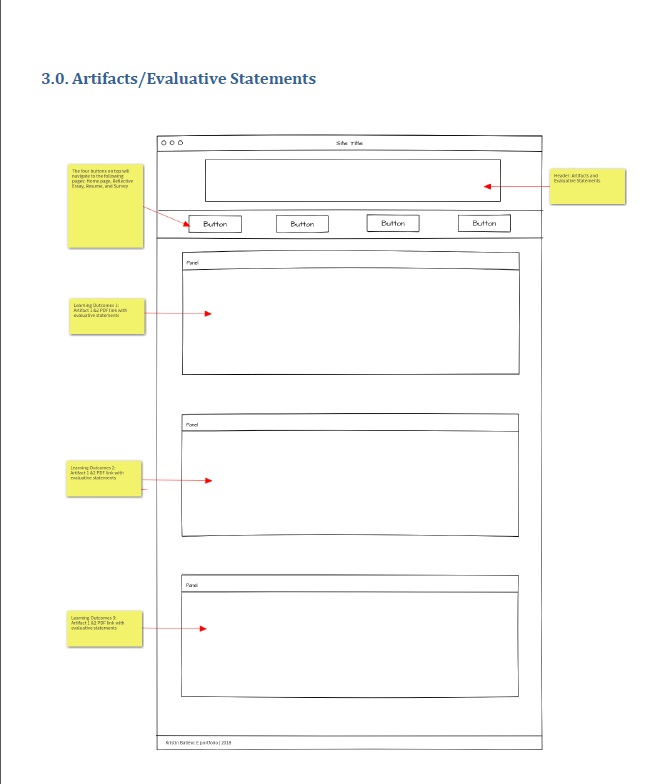 3.0. Artifacts/Evaluative Statements
Site Title
The four buttons on top will
navigate to the following
pages: Home page, Reflective
Essay, Resume, and Survey
Header: Artifacts and
Evaluative Statements
Button
Button
Button
Button
Panel
Learning Outcomes 1:
Artifact 1 &2 PDF link with
evaluative statements
Panel
Learning Outcomes 2:
Artifact 1 &2 PDF link with
evaluative statements
Panel
Learning Outcomes 3:
Artifact 1 &2 PDF link with
evaluative statements
Kristin E-portfolio | 2018